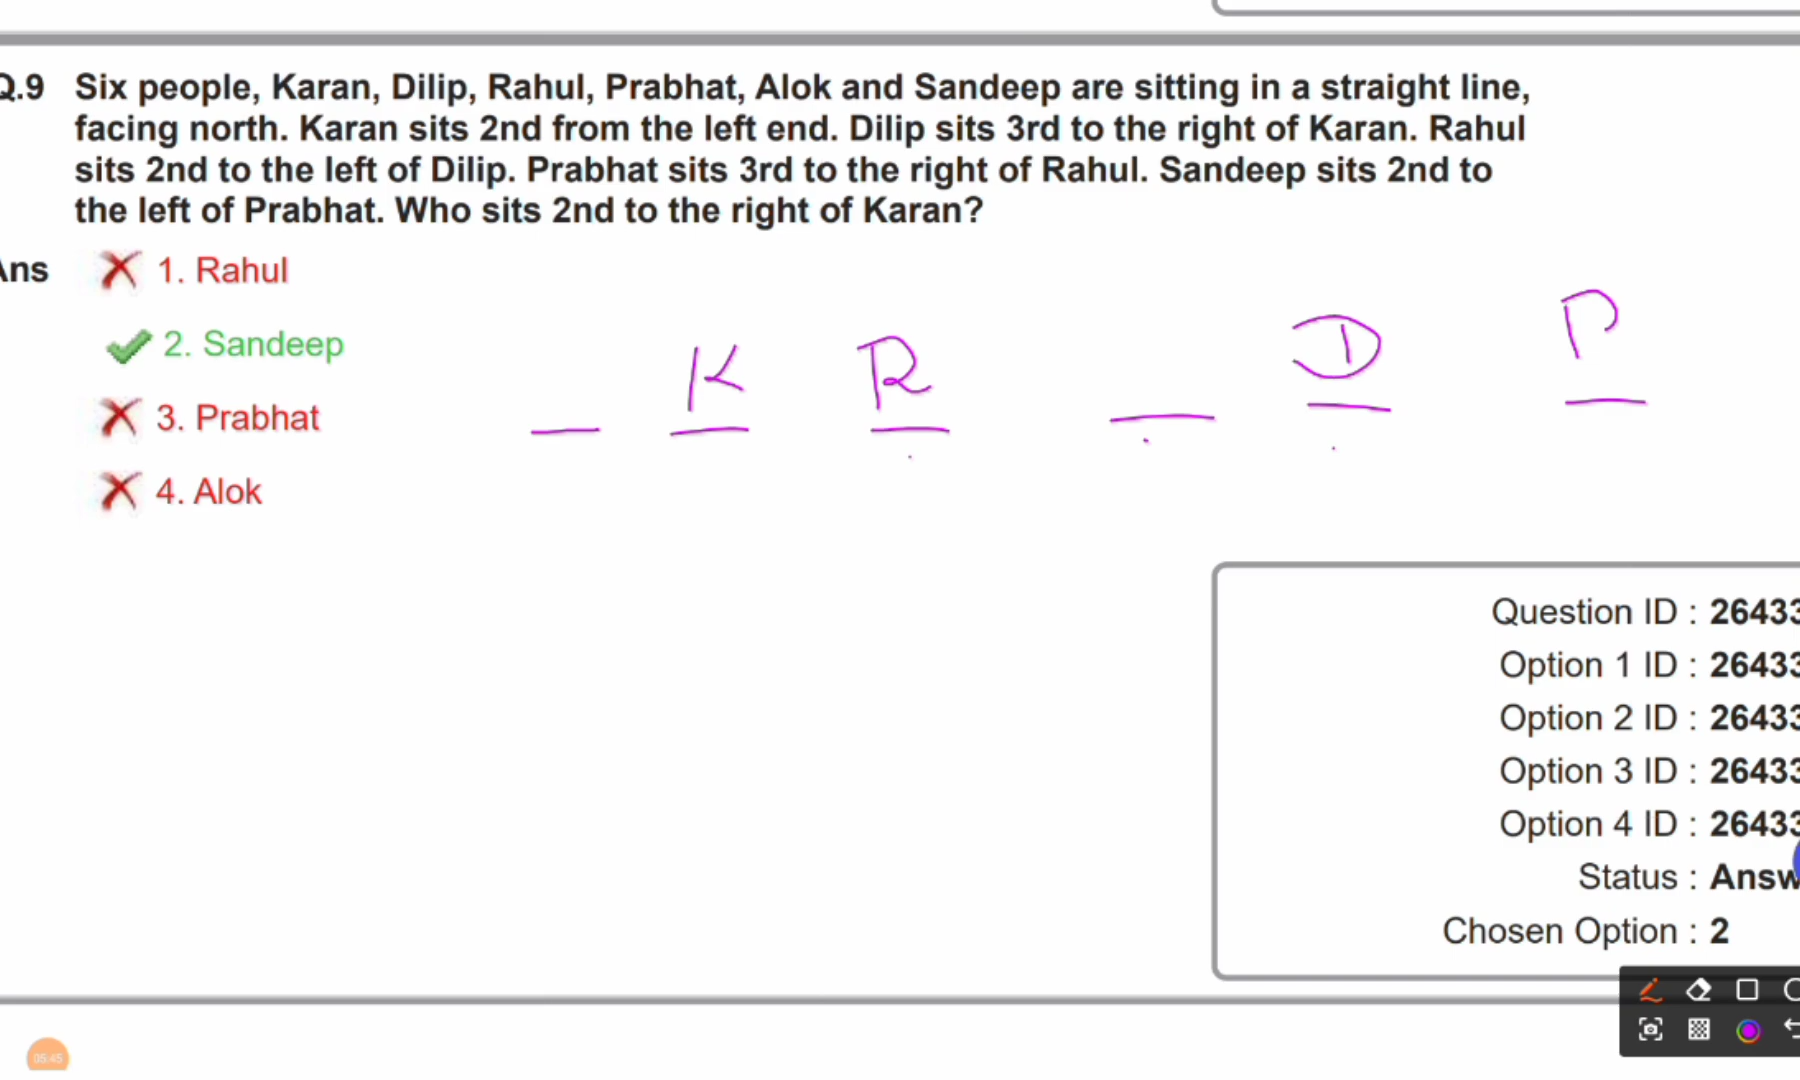 Q.9 Six people, Karan, Dilip, Rahul, Prabhat, Alok and Sandeep are sitting in a straight line,
facing north. Karan sits 2nd from the left end. Dilip sits 3rd to the right of Karan. Rahul
sits 2nd to the left of Dilip. Prabhat sits 3rd to the right of Rahul. Sandeep sits 2nd to
the left of Prabhat. Who sits 2nd to the right of Karan?
Ans 1. Rahul
2. Sandeep
3. Prabhat
4. Alok
K R D P
Question ID : 26433
Option 1 ID : 26433
Option 2 ID : 26433
Option 3 ID : 26433
Option 4 ID : 26433
Status : Answ
Chosen Option : 2
05:45